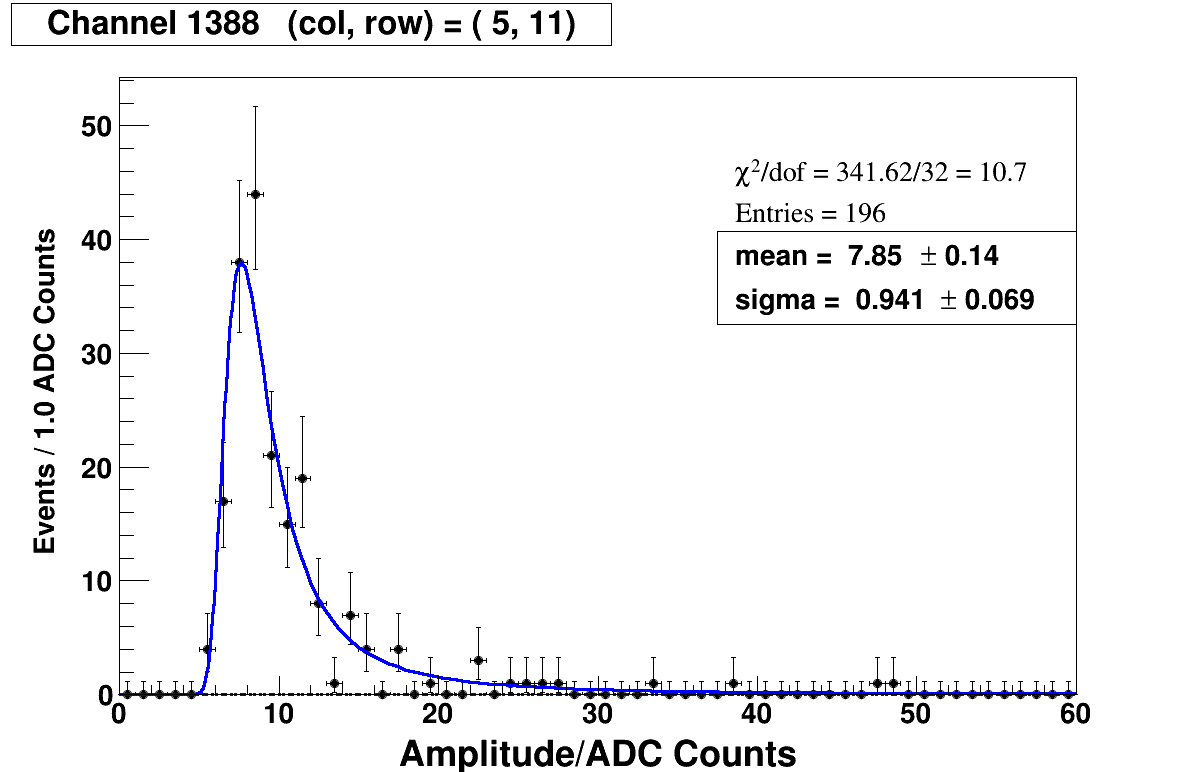 Channel 1388 (col, row) = ( 5, 11)
χ²/dof = 341.62/32 = 10.7
Entries = 196
mean = 7.85 ± 0.14
sigma = 0.941 ± 0.069
Events / 1.0 ADC Counts
50
40
30
20
10
0
0 10 20 30 40 50 60
Amplitude/ADC Counts